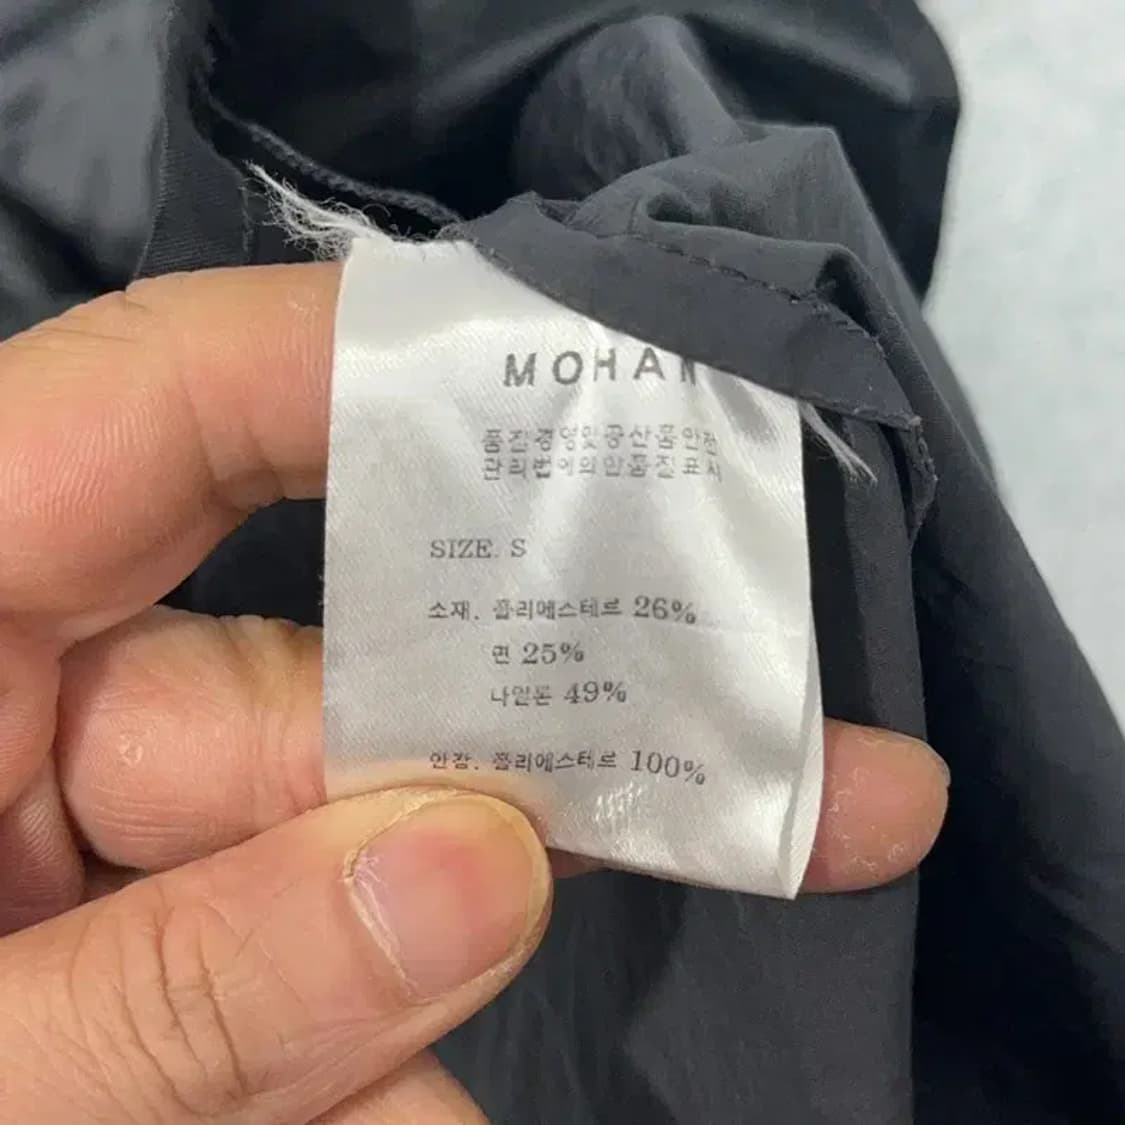 MOHAN
품질경영및공산품안전
관리법에의한품질표시
SIZE. S
소재. 폴리에스테르 26%
면 25%
나일론 49%
안감. 폴리에스테르 100%